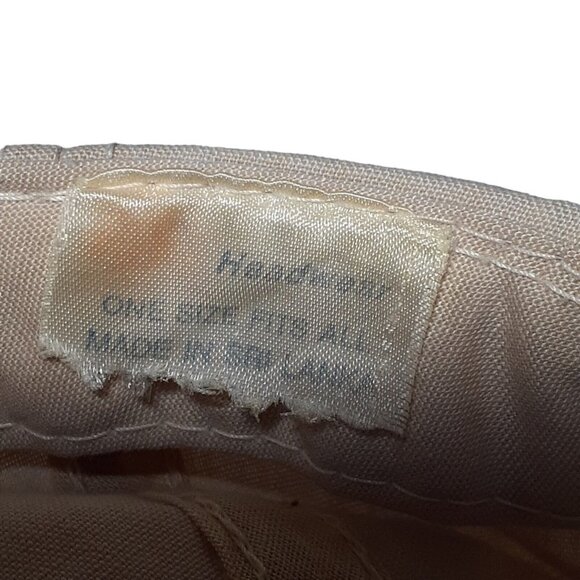 Headwear
ONE SIZE FITS ALL
MADE IN SRI LANKA